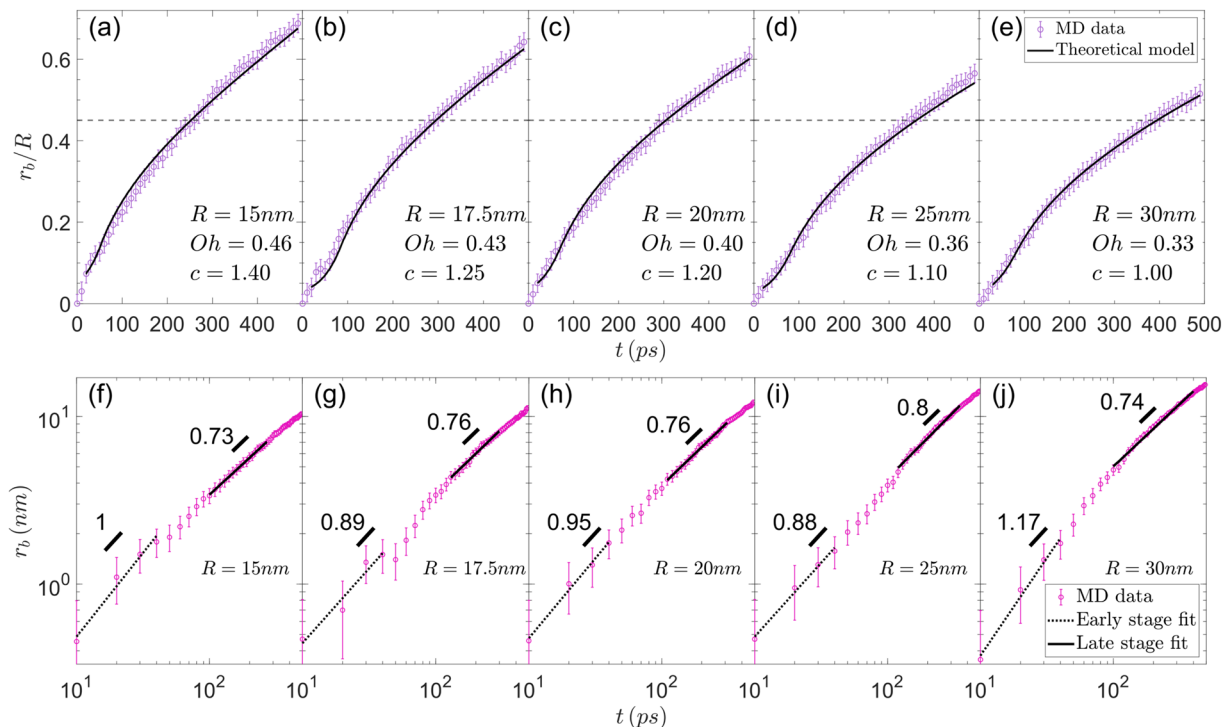 (a)
(b)
(c)
(d)
(e)
MD data
Theoretical model
0.6
0.4
0.2
0
r_b/R
R = 15nm
Oh = 0.46
c = 1.40
R = 17.5nm
Oh = 0.43
c = 1.25
R = 20nm
Oh = 0.40
c = 1.20
R = 25nm
Oh = 0.36
c = 1.10
R = 30nm
Oh = 0.33
c = 1.00
0 100 200 300 400 0 100 200 300 400 0 100 200 300 400 0 100 200 300 400 0 100 200 300 400 500
t (ps)
(f)
(g)
(h)
(i)
(j)
10^1
10^0
r_b (nm)
0.73
1
R = 15nm
0.76
0.89
R = 17.5nm
0.76
0.95
R = 20nm
0.8
0.88
R = 25nm
0.74
1.17
R = 30nm
MD data
Early stage fit
Late stage fit
10^1 10^2 10^1 10^2 10^1 10^2 10^1 10^2 10^1 10^2
t (ps)